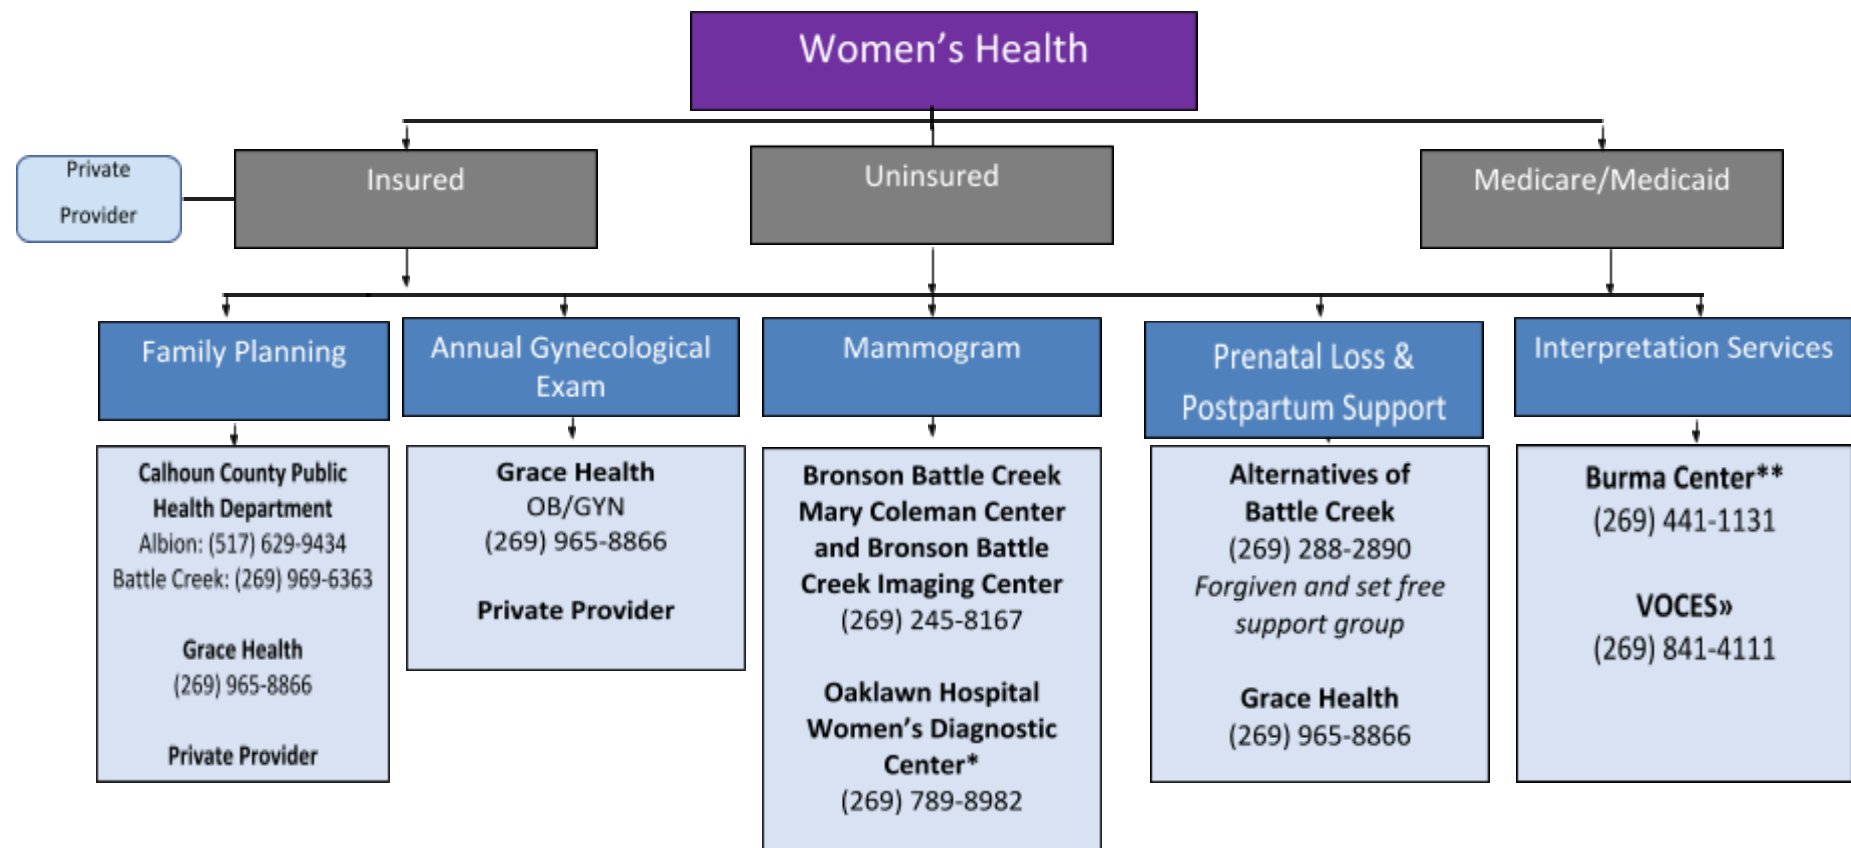 Women’s Health
Private
Provider
Insured
Uninsured
Medicare/Medicaid
Family Planning
Annual Gynecological
Exam
Mammogram
Prenatal Loss &
Postpartum Support
Interpretation Services
Calhoun County Public
Health Department
Albion: (517) 629-9434
Battle Creek: (269) 969-6363
Grace Health
(269) 965-8866
Private Provider
Grace Health
OB/GYN
(269) 965-8866
Private Provider
Bronson Battle Creek
Mary Coleman Center
and Bronson Battle
Creek Imaging Center
(269) 245-8167
Oaklawn Hospital
Women’s Diagnostic
Center*
(269) 789-8982
Alternatives of
Battle Creek
(269) 288-2890
Forgiven and set free
support group
Grace Health
(269) 965-8866
Burma Center**
(269) 441-1131
VOCES»
(269) 841-4111